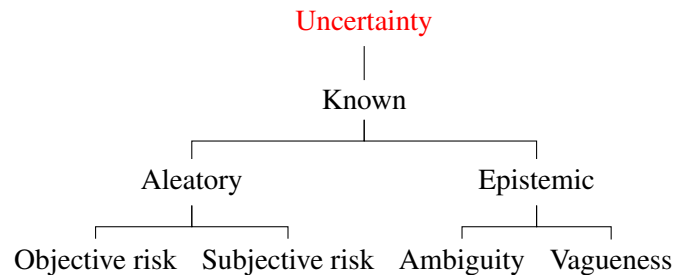 Uncertainty
Known
Aleatory Epistemic
Objective risk Subjective risk Ambiguity Vagueness